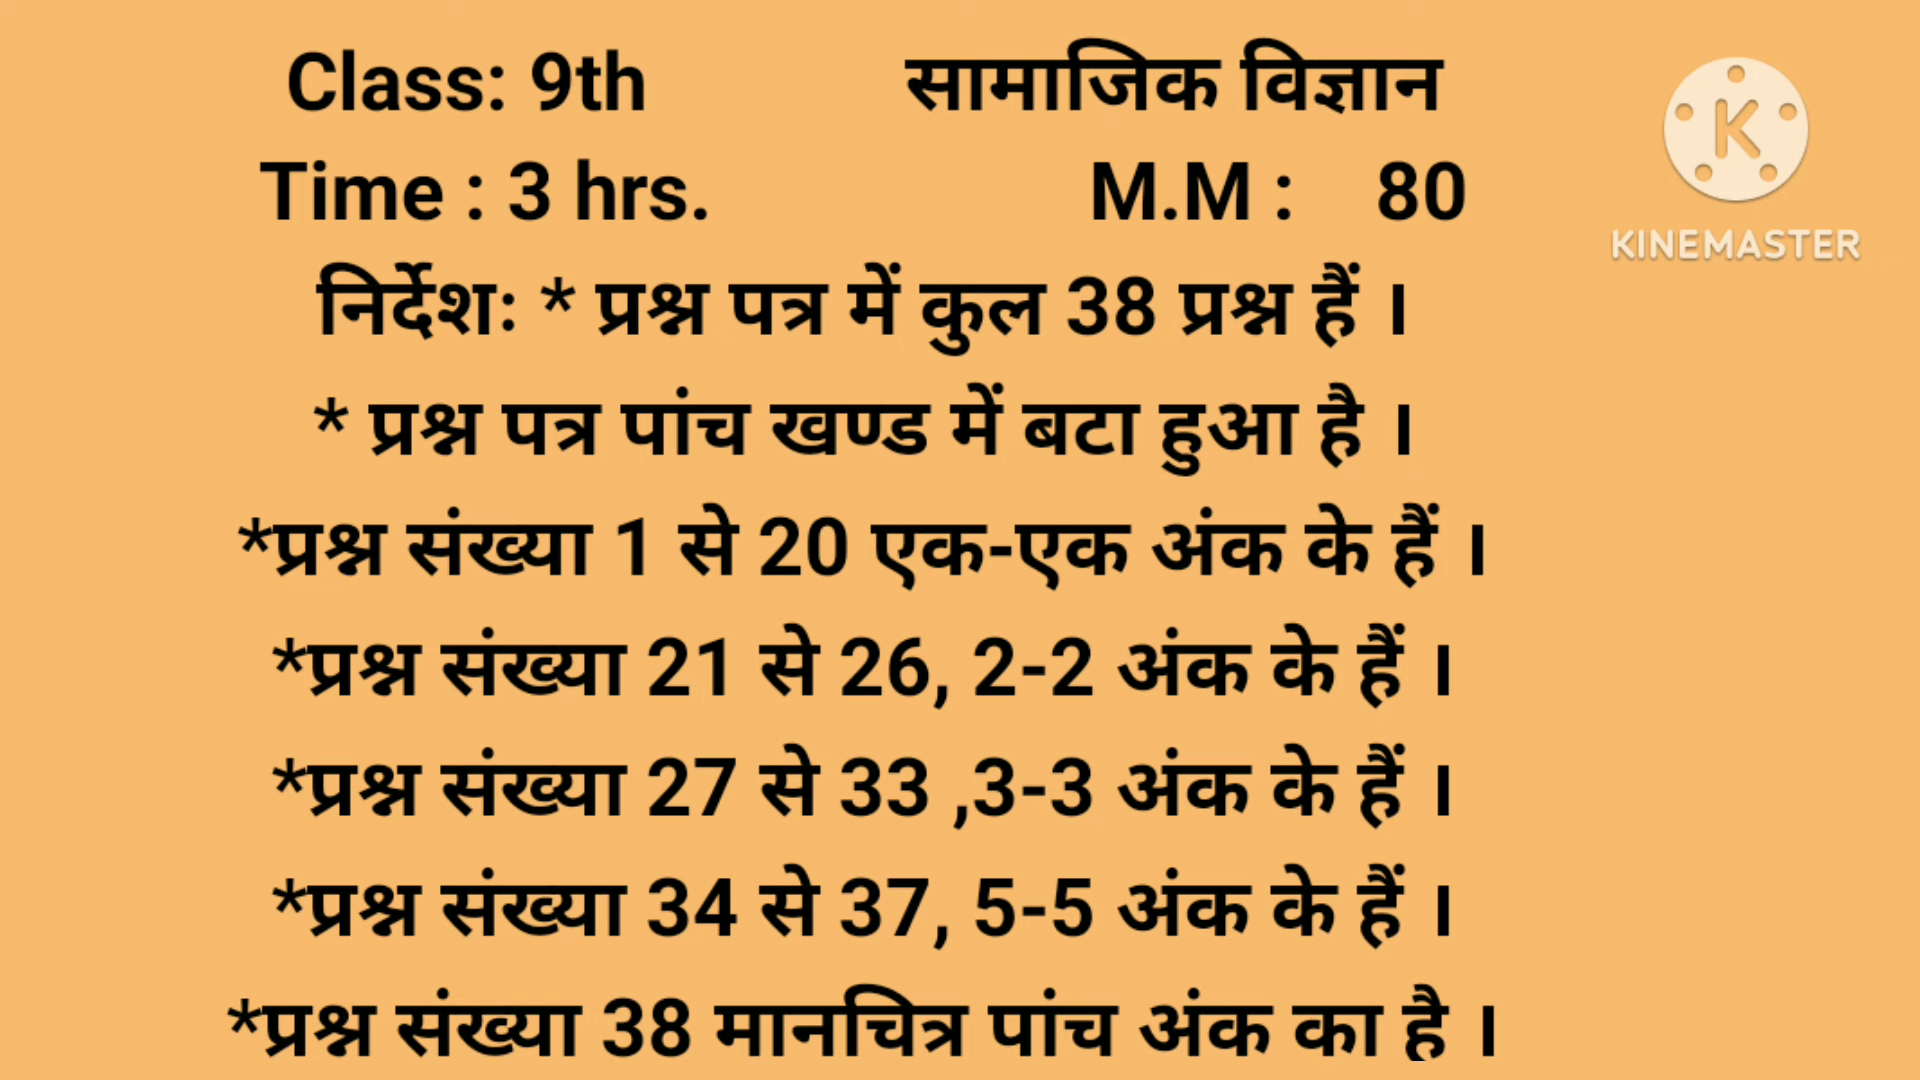 Class: 9th सामाजिक विज्ञान
Time : 3 hrs. M.M : 80
K
KINEMASTER
निर्देशः * प्रश्न पत्र में कुल 38 प्रश्न हैं ।
* प्रश्न पत्र पांच खण्ड में बटा हुआ है ।
*प्रश्न संख्या 1 से 20 एक-एक अंक के हैं ।
*प्रश्न संख्या 21 से 26, 2-2 अंक के हैं ।
*प्रश्न संख्या 27 से 33 ,3-3 अंक के हैं ।
*प्रश्न संख्या 34 से 37, 5-5 अंक के हैं ।
*प्रश्न संख्या 38 मानचित्र पांच अंक का है ।